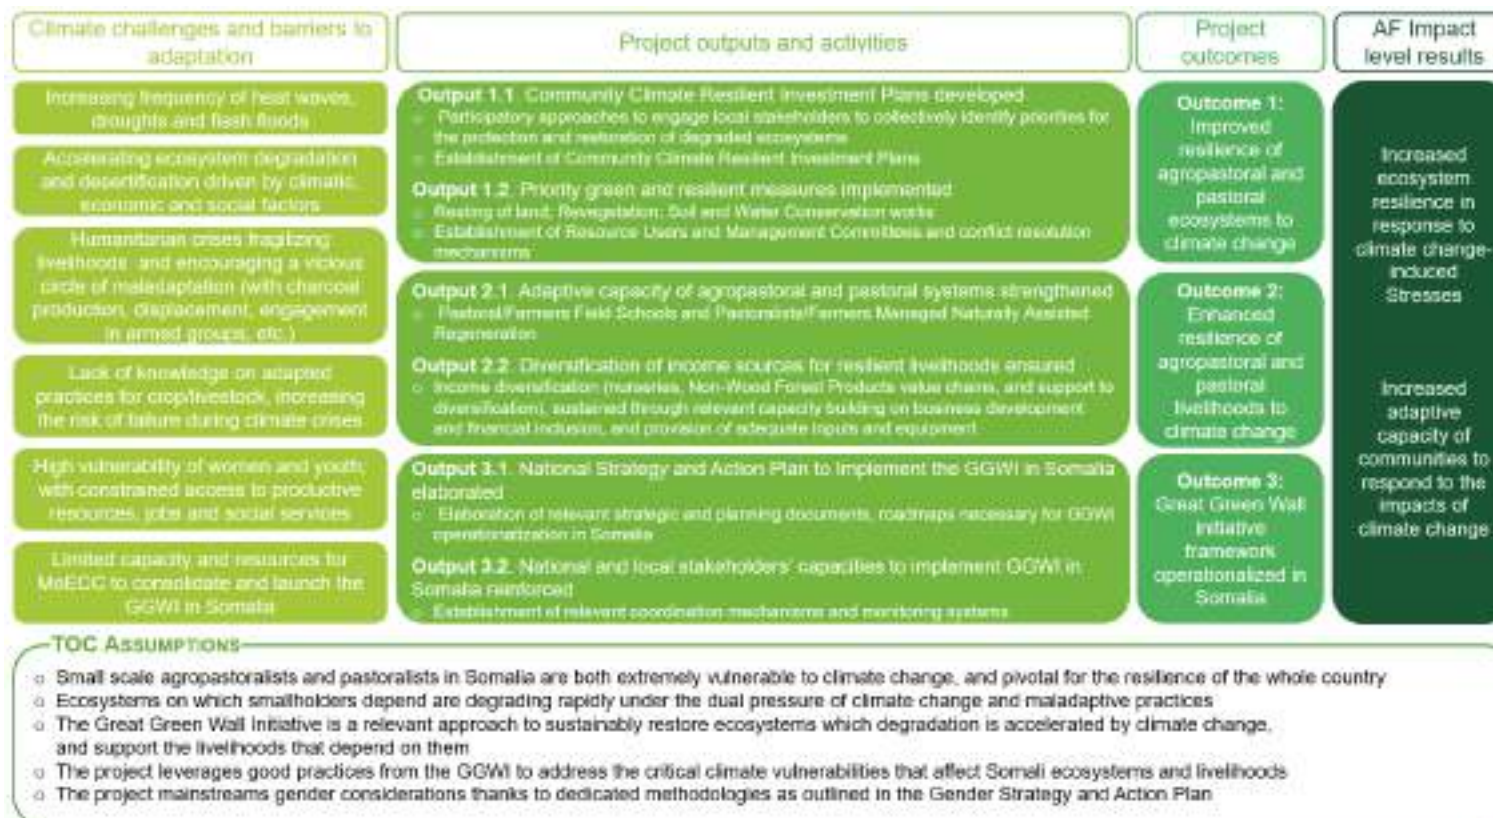 Climate challenges and barriers to
adaptation
Project outputs and activities
Project
outcomes
AF Impact
level results
Increasing frequency of heat waves,
droughts and flash floods
Accelerating ecosystem degradation
and desertification driven by climatic,
economic and social factors
Humanitarian crises fragilizing
livelihoods and encouraging a vicious
circle of maladaptation (with charcoal
production, displacement, engagement
in armed groups, etc.)
Lack of knowledge on adapted
practices for crop/livestock, increasing
the risk of failure during climate crises
High vulnerability of women and youth,
with constrained access to productive
resources, jobs and social services
Limited capacity and resources for
MoEDC to consolidate and launch the
GGWI in Somalia
Output 1.1. Community Climate Resilient Investment Plans developed
o Participatory approaches to engage local stakeholders to collectively identify priorities for
the protection and restoration of degraded ecosystems
o Establishment of Community Climate Resilient Investment Plans
Output 1.2. Priority green and resilient measures implemented
o Resting of land, Revegetation; Soil and Water Conservation works
o Establishment of Resource Users and Management Committees and conflict resolution
mechanisms
Output 2.1. Adaptive capacity of agropastoral and pastoral systems strengthened
o Pastoral/Farmers Field Schools and Pastoralists/Farmers Managed Naturally Assisted
Regeneration
Output 2.2. Diversification of income sources for resilient livelihoods ensured
o Income diversification (nurseries, Non-Wood Forest Products value chains, and support to
diversification), sustained through relevant capacity building on business development
and financial inclusion, and provision of adequate inputs and equipment
Output 3.1. National Strategy and Action Plan to Implement the GGWI in Somalia
elaborated
o Elaboration of relevant strategic and planning documents, roadmaps necessary for GGWI
operationalization in Somalia
Output 3.2. National and local stakeholders' capacities to implement GGWI in
Somalia reinforced
o Establishment of relevant coordination mechanisms and monitoring systems
Outcome 1:
Improved
resilience of
agropastoral and
pastoral
ecosystems to
climate change
Outcome 2:
Enhanced
resilience of
agropastoral and
pastoral
livelihoods to
climate change
Outcome 3:
Great Green Wall
initiative
framework
operationalized in
Somalia
Increased
ecosystem
resilience in
response to
climate change-
induced
Stresses
Increased
adaptive
capacity of
communities to
respond to the
impacts of
climate change
TOC ASSUMPTIONS
o Small scale agropastoralists and pastoralists in Somalia are both extremely vulnerable to climate change, and pivotal for the resilience of the whole country
o Ecosystems on which smallholders depend are degrading rapidly under the dual pressure of climate change and maladaptive practices
o The Great Green Wall Initiative is a relevant approach to sustainably restore ecosystems which degradation is accelerated by climate change,
and support the livelihoods that depend on them
o The project leverages good practices from the GGWI to address the critical climate vulnerabilities that affect Somali ecosystems and livelihoods
o The project mainstreams gender considerations thanks to dedicated methodologies as outlined in the Gender Strategy and Action Plan